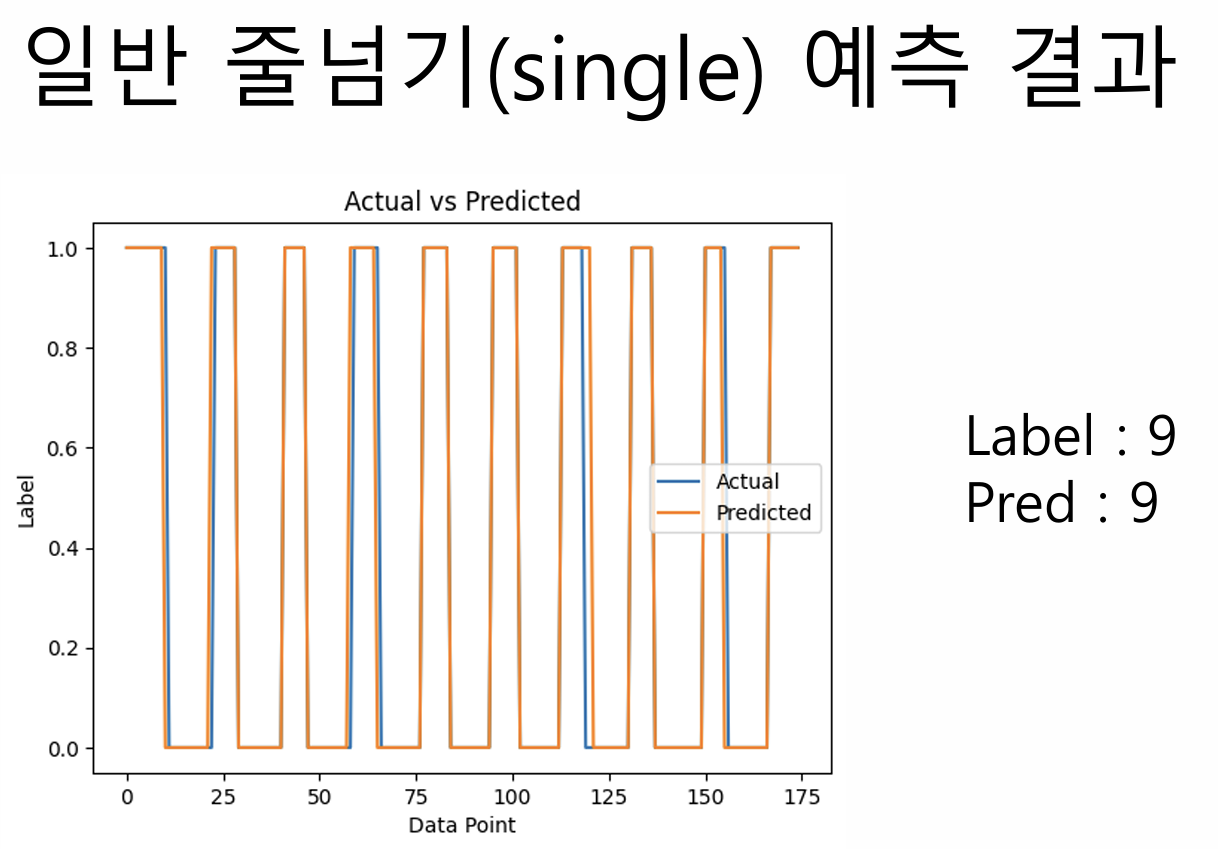 일반 줄넘기(single) 예측 결과
Actual vs Predicted
1.0
0.8
0.6
0.4
0.2
0.0
Label
Actual
Predicted
0 25 50 75 100 125 150 175
Data Point
Label : 9
Pred : 9